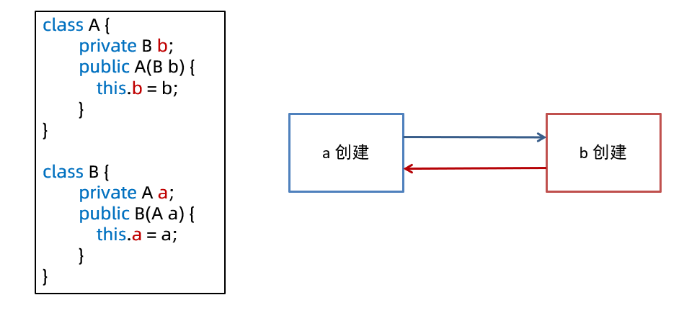 class A {
private B b;
public A(B b) {
this.b = b;
}
}
class B {
private A a;
public B(A a) {
this.a = a;
}
}
a 创建
b 创建